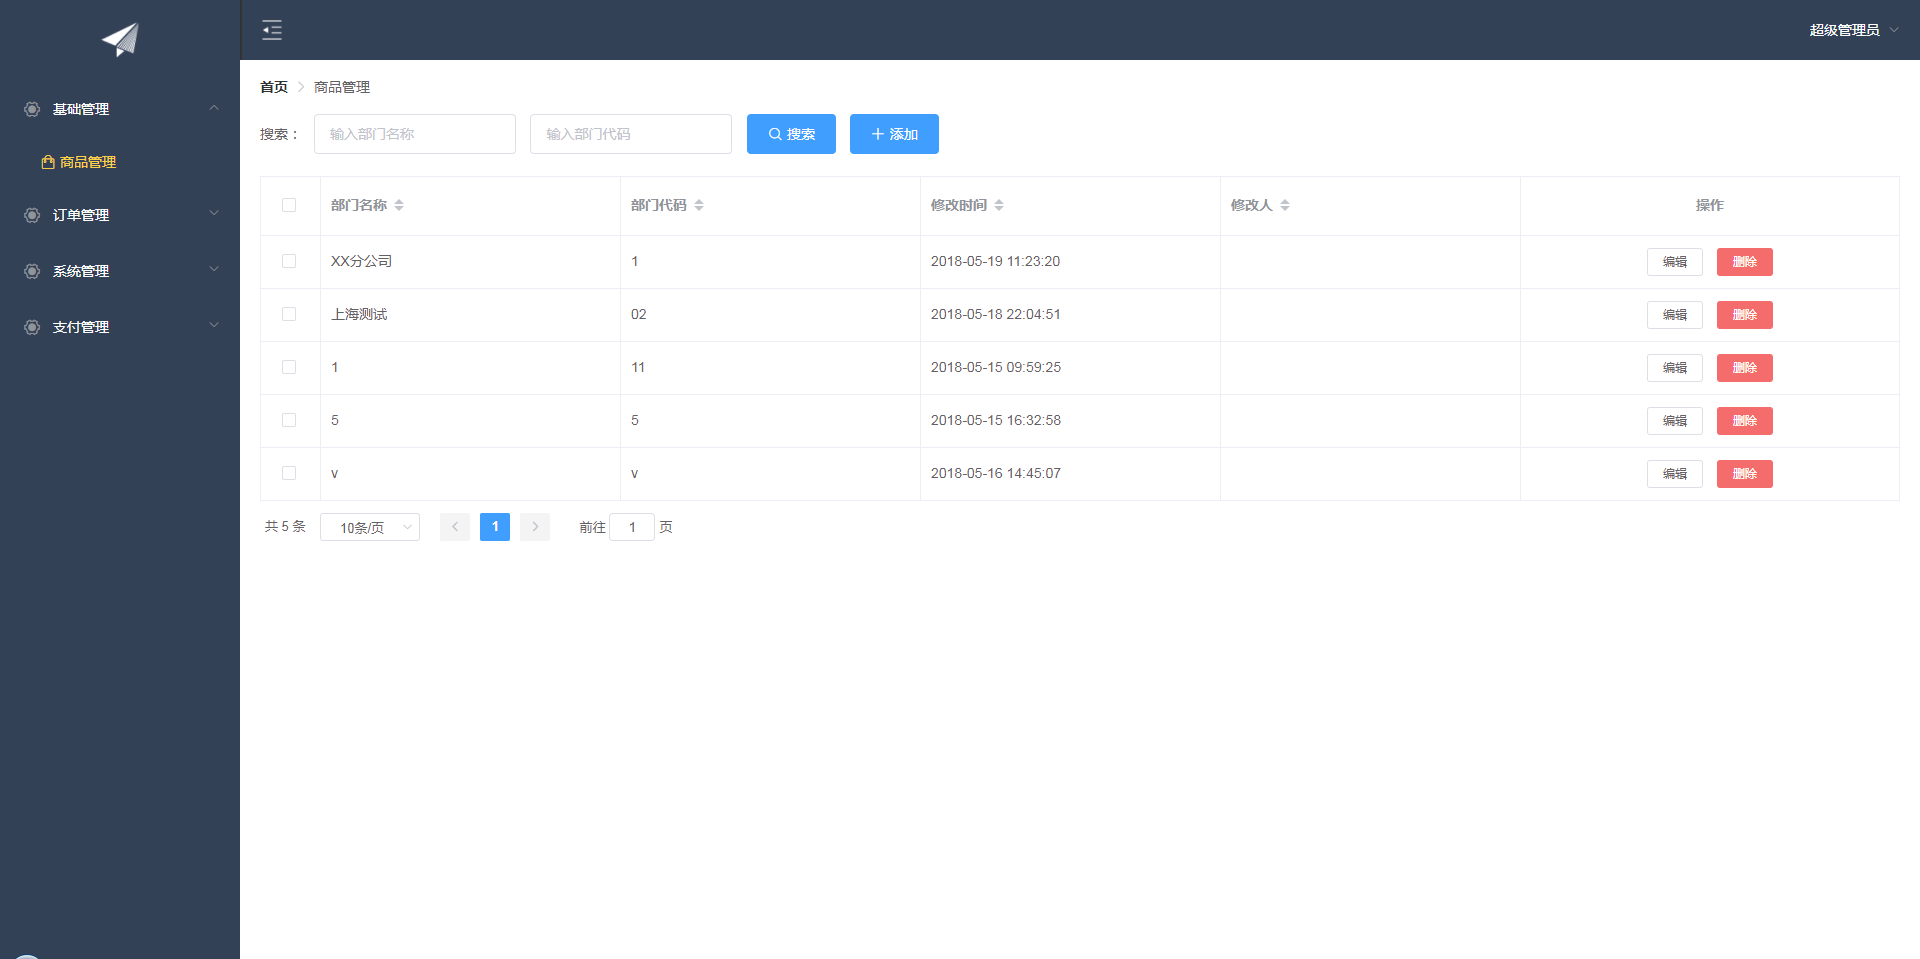 超级管理员
基础管理
商品管理
订单管理
系统管理
支付管理
首页 商品管理
搜索： 输入部门名称 输入部门代码 搜索 添加
部门名称 部门代码 修改时间 修改人 操作
XX分公司 1 2018-05-19 11:23:20 编辑 删除
上海测试 02 2018-05-18 22:04:51 编辑 删除
1 11 2018-05-15 09:59:25 编辑 删除
5 5 2018-05-15 16:32:58 编辑 删除
v v 2018-05-16 14:45:07 编辑 删除
共 5 条 10条/页 1 前往 1 页